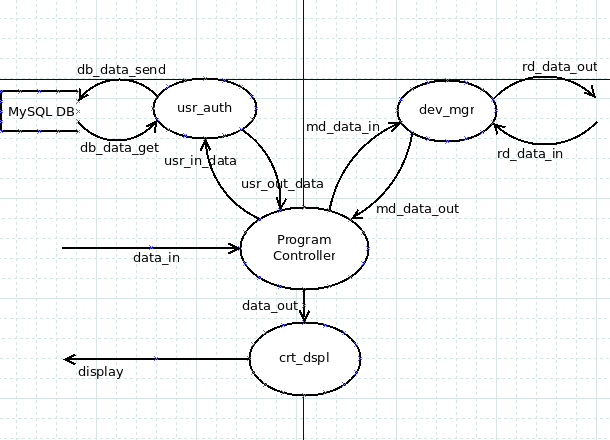 db_data_send
rd_data_out
MySQL DB
usr_auth
dev_mgr
md_data_in
db_data_get
usr_in_data
rd_data_in
usr_out_data
md_data_out
Program
Controller
data_in
data_out
crt_dspl
display